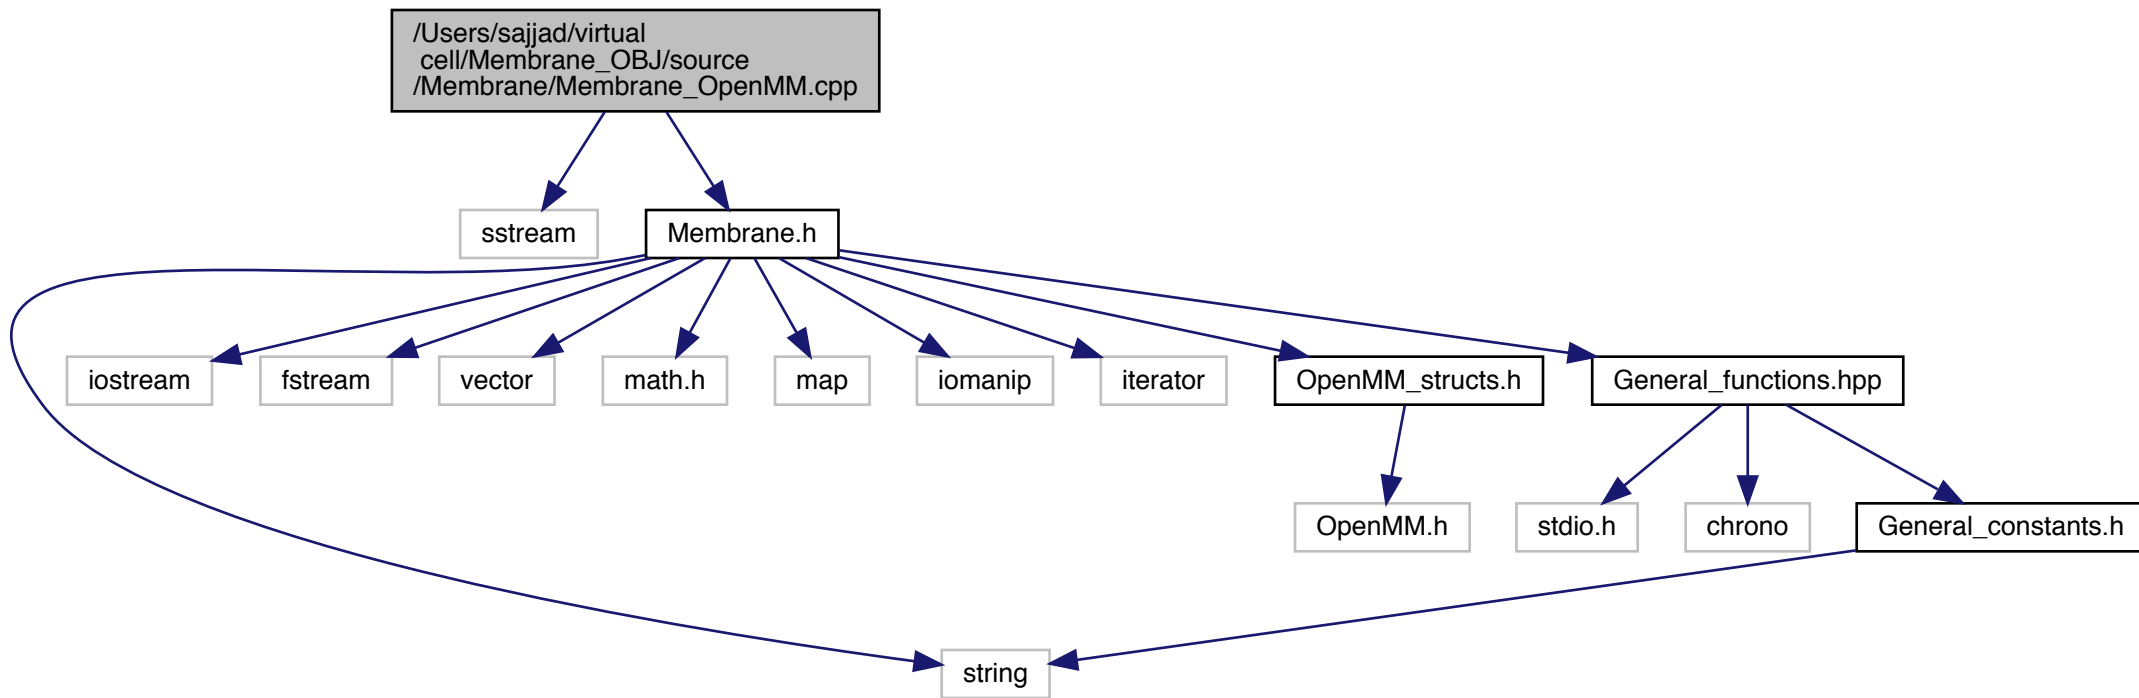 /Users/sajjad/virtual
cell/Membrane_OBJ/source
/Membrane/Membrane_OpenMM.cpp
sstream
Membrane.h
iostream
fstream
vector
math.h
map
iomanip
iterator
OpenMM_structs.h
General_functions.hpp
OpenMM.h
stdio.h
chrono
General_constants.h
string